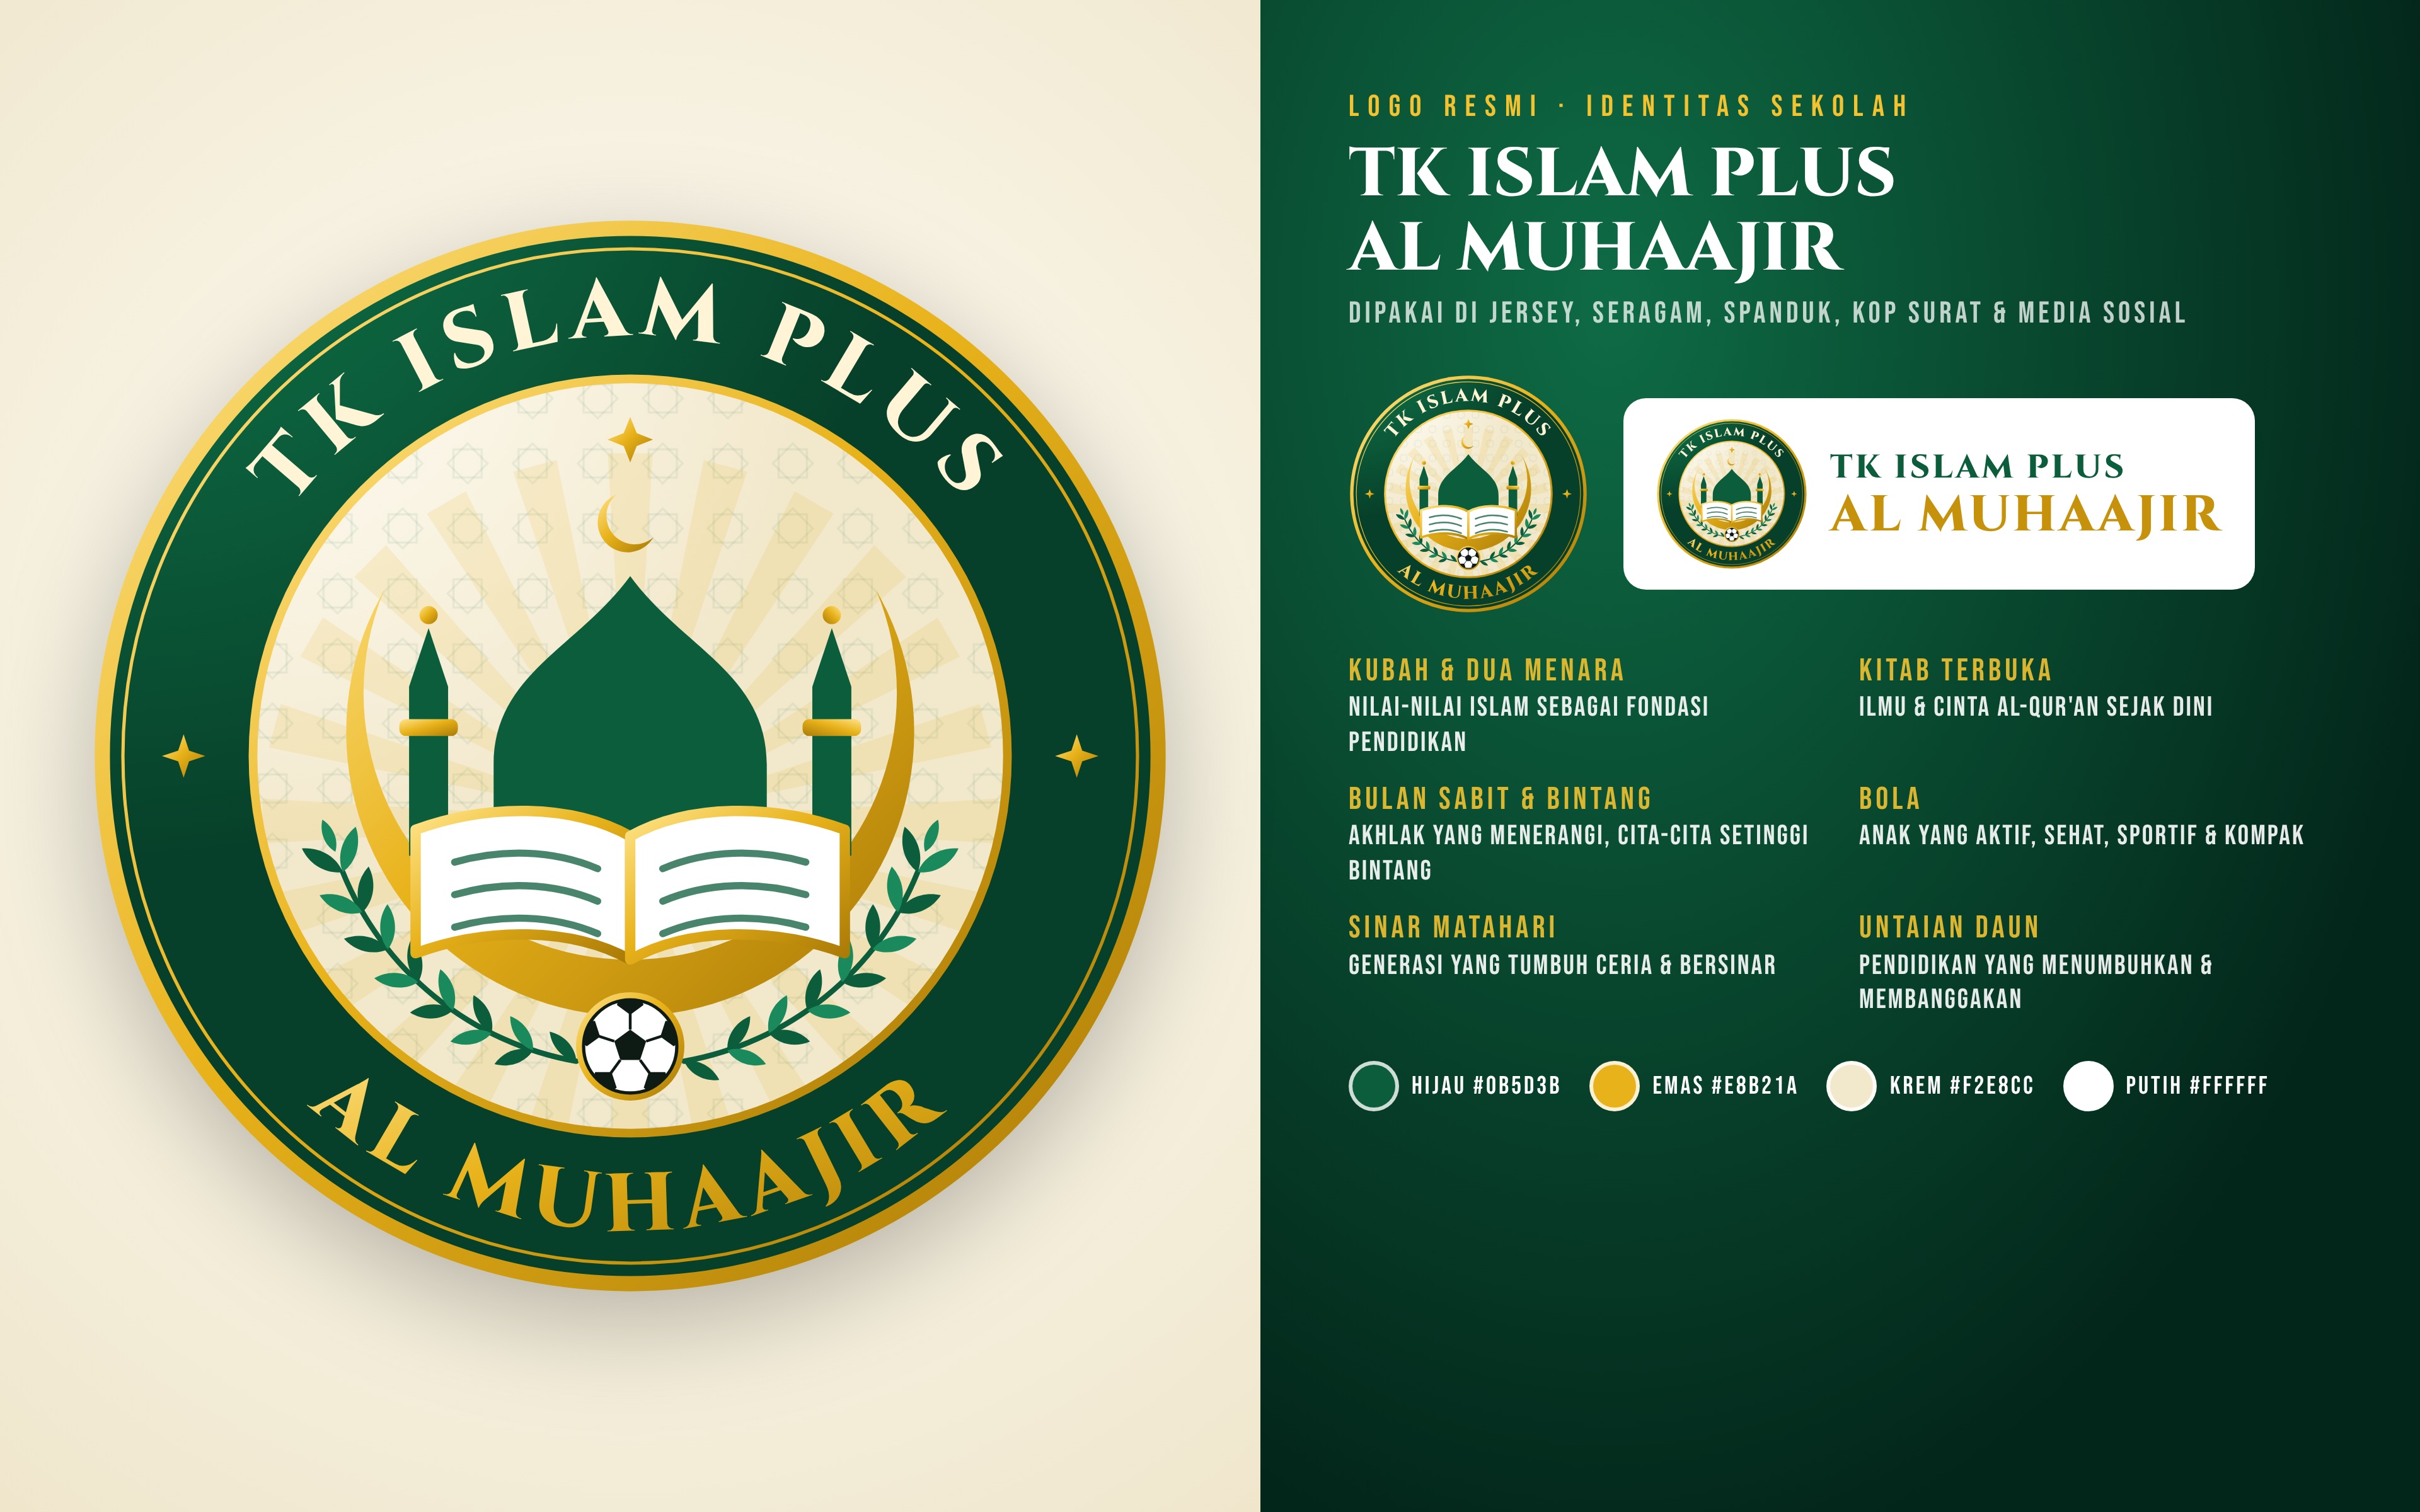 TK ISLAM PLUS
AL MUHAAJIR
LOGO RESMI · IDENTITAS SEKOLAH
TK ISLAM PLUS
AL MUHAAJIR
DIPAKAI DI JERSEY, SERAGAM, SPANDUK, KOP SURAT & MEDIA SOSIAL
TK ISLAM PLUS
AL MUHAAJIR
TK ISLAM PLUS
AL MUHAAJIR
TK ISLAM PLUS
AL MUHAAJIR
KUBAH & DUA MENARA
NILAI-NILAI ISLAM SEBAGAI FONDASI
PENDIDIKAN
KITAB TERBUKA
ILMU & CINTA AL-QUR'AN SEJAK DINI
BULAN SABIT & BINTANG
AKHLAK YANG MENERANGI, CITA-CITA SETINGGI
BINTANG
BOLA
ANAK YANG AKTIF, SEHAT, SPORTIF & KOMPAK
SINAR MATAHARI
GENERASI YANG TUMBUH CERIA & BERSINAR
UNTAIAN DAUN
PENDIDIKAN YANG MENUMBUHKAN &
MEMBANGGAKAN
HIJAU #0B5D3B
EMAS #E8B21A
KREM #F2E8CC
PUTIH #FFFFFF